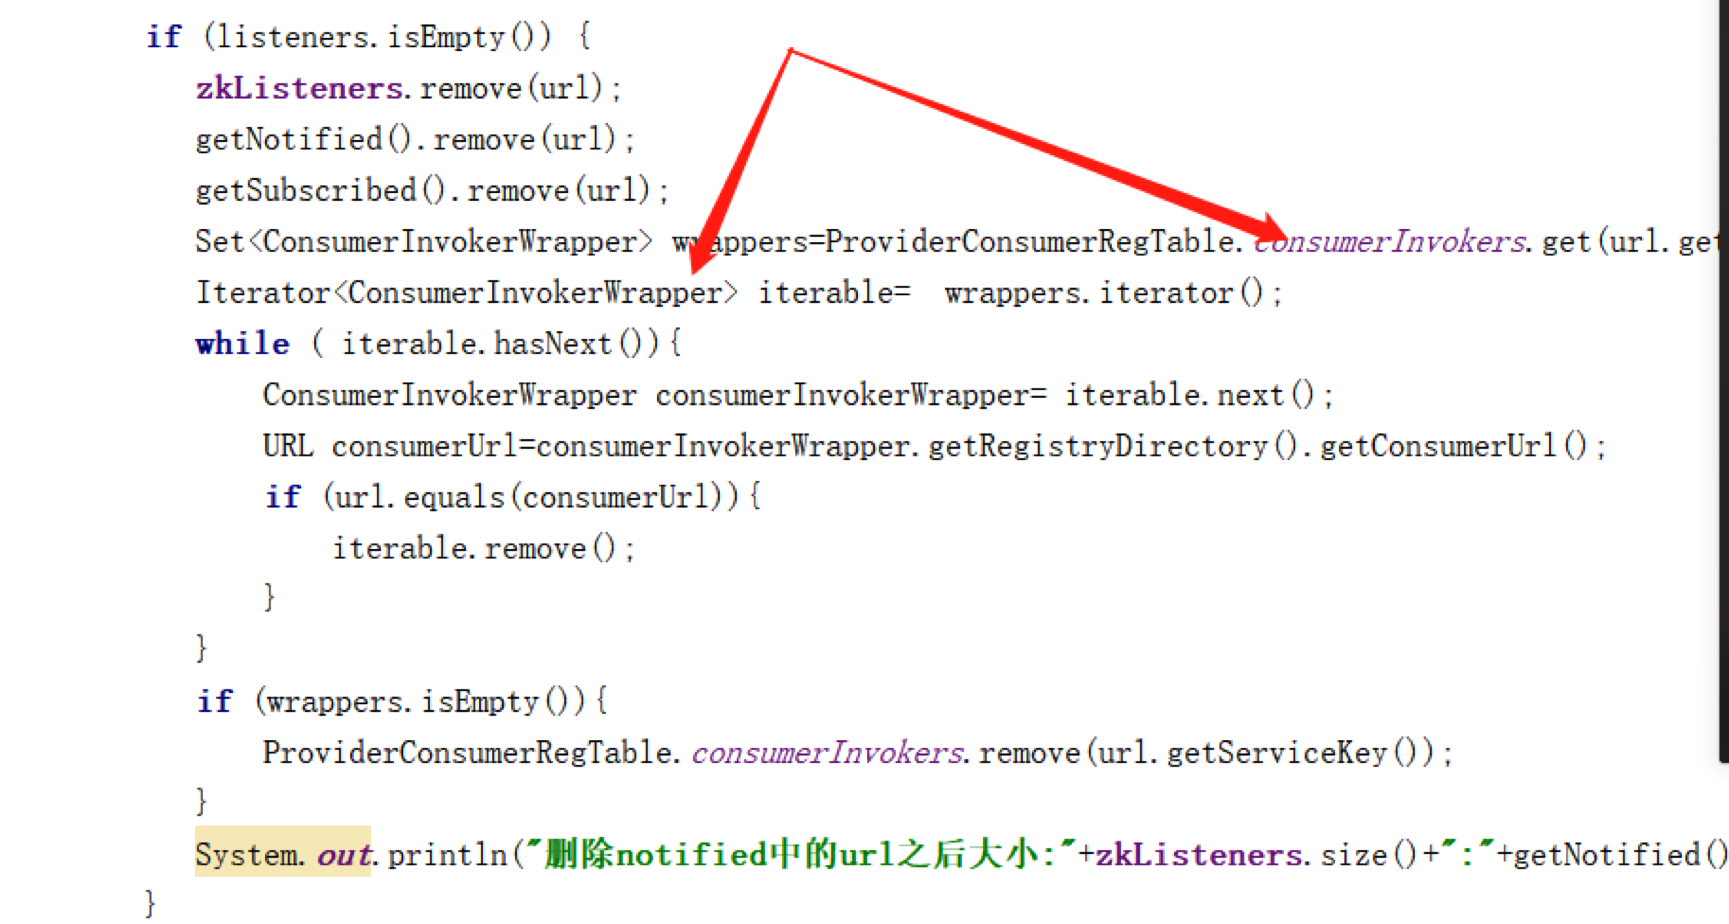 if (listeners.isEmpty()) {
zkListeners.remove(url);
getNotified().remove(url);
getSubscribed().remove(url);
Set<ConsumerInvokerWrapper> wrappers=ProviderConsumerRegTable.consumerInvokers.get(url.get
Iterator<ConsumerInvokerWrapper> iterable=  wrappers.iterator();
while ( iterable.hasNext()){
ConsumerInvokerWrapper consumerInvokerWrapper= iterable.next();
URL consumerUrl=consumerInvokerWrapper.getRegistryDirectory().getConsumerUrl();
if (url.equals(consumerUrl)){
iterable.remove();
}
}
if (wrappers.isEmpty()){
ProviderConsumerRegTable.consumerInvokers.remove(url.getServiceKey());
}
System.out.println("删除notified中的url之后大小:"+zkListeners.size()+":"+getNotified()
}